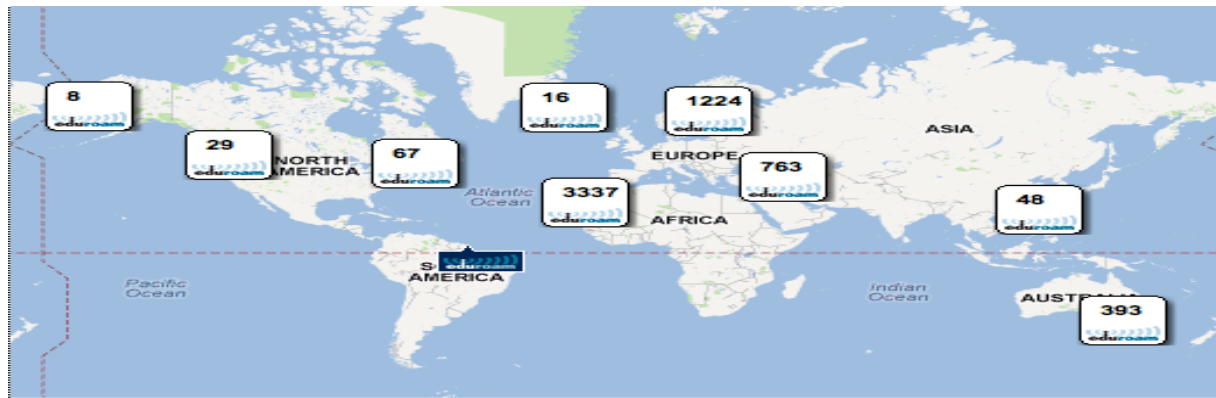 8
eduroam
16
eduroam
1224
eduroam
29
eduroam
NORTH
AMERICA
67
eduroam
ASIA
EUROPE
763
eduroam
Atlantic
Ocean
3337
eduroam
AFRICA
48
eduroam
eduroam
AMERICA
Pacific
Ocean
Indian
Ocean
393
eduroam